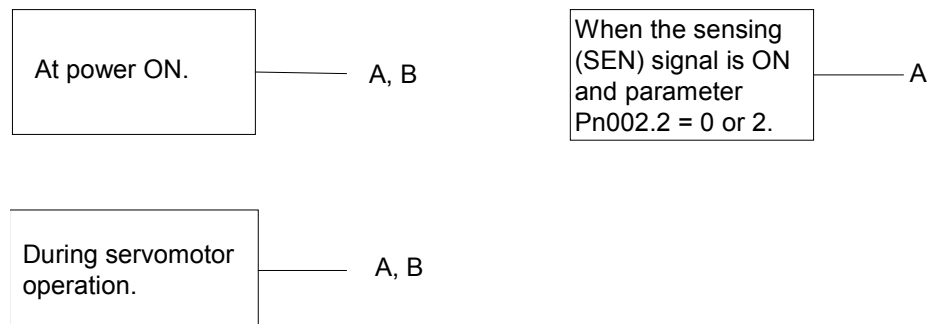 At power ON.
A, B
When the sensing
(SEN) signal is ON
and parameter
Pn002.2 = 0 or 2.
A
During servomotor
operation.
A, B